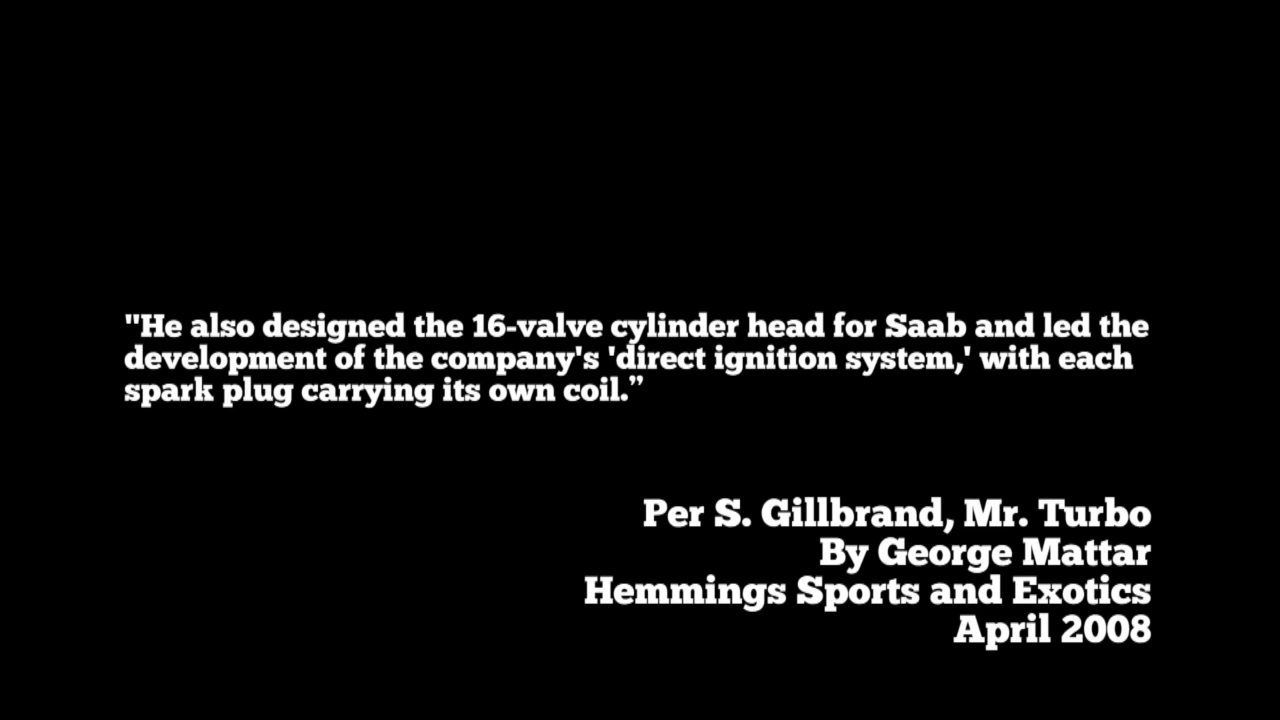 "He also designed the 16-valve cylinder head for Saab and led the
development of the company's 'direct ignition system,' with each
spark plug carrying its own coil.”
Per S. Gillbrand, Mr. Turbo
By George Mattar
Hemmings Sports and Exotics
April 2008